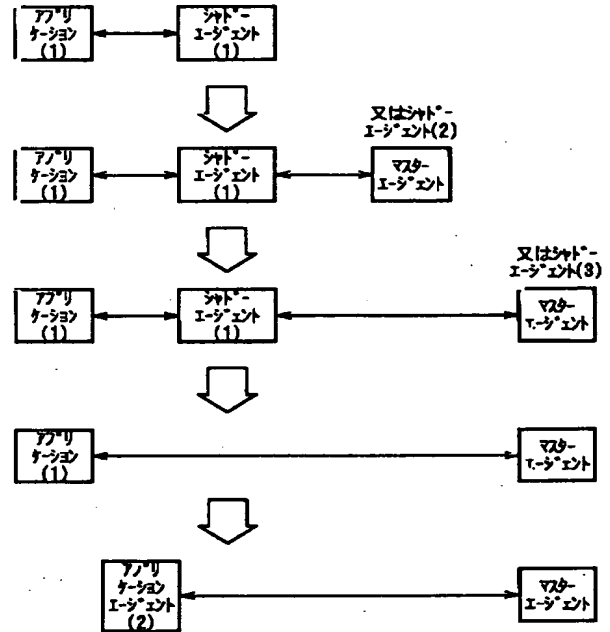 アプリ
ケーション
(1)
シャドー
エージェント
(1)
又はシャドー
エージェント(2)
アプリ
ケーション
(1)
シャドー
エージェント
(1)
マスター
エージェント
又はシャドー
エージェント(3)
アプリ
ケーション
(1)
シャドー
エージェント
(1)
マスター
エージェント
アプリ
ケーション
(1)
マスター
エージェント
アプリ
ケーション
エージェント
(2)
マスター
エージェント